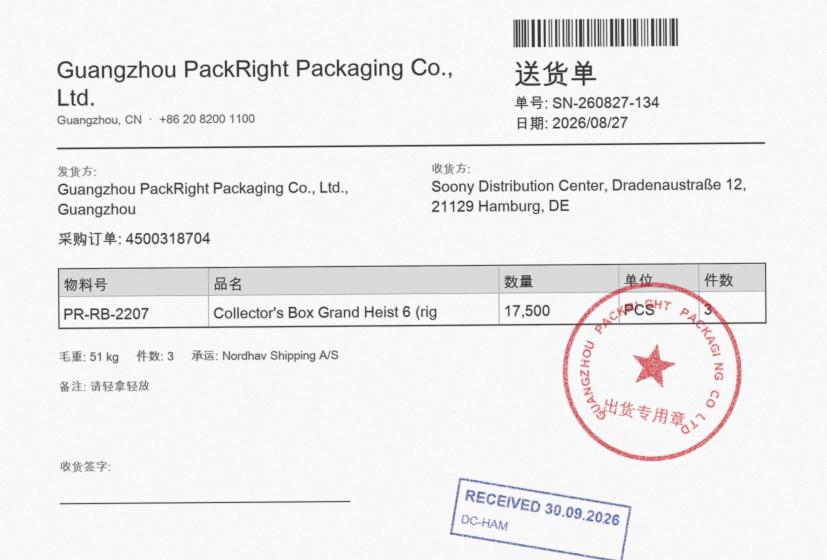 Guangzhou PackRight Packaging Co.,
Ltd.
Guangzhou, CN · +86 20 8200 1100
送货单
单号: SN-260827-134
日期: 2026/08/27
发货方:
Guangzhou PackRight Packaging Co., Ltd.,
Guangzhou
收货方:
Soony Distribution Center, Dradenaustraße 12,
21129 Hamburg, DE
采购订单: 4500318704
物料号 品名 数量 单位 件数
PR-RB-2207 Collector's Box Grand Heist 6 (rig 17,500 PCS 3
毛重: 51 kg 件数: 3 承运: Nordhav Shipping A/S
备注: 请轻拿轻放
GUANGZHOU PACKRIGHT PACKAGING CO LTD
出货专用章
收货签字:
RECEIVED 30.09.2026
DC-HAM